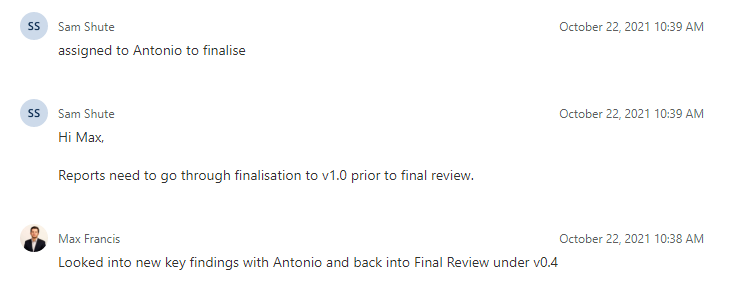 SS Sam Shute October 22, 2021 10:39 AM
assigned to Antonio to finalise
SS Sam Shute October 22, 2021 10:39 AM
Hi Max,
Reports need to go through finalisation to v1.0 prior to final review.
Max Francis October 22, 2021 10:38 AM
Looked into new key findings with Antonio and back into Final Review under v0.4